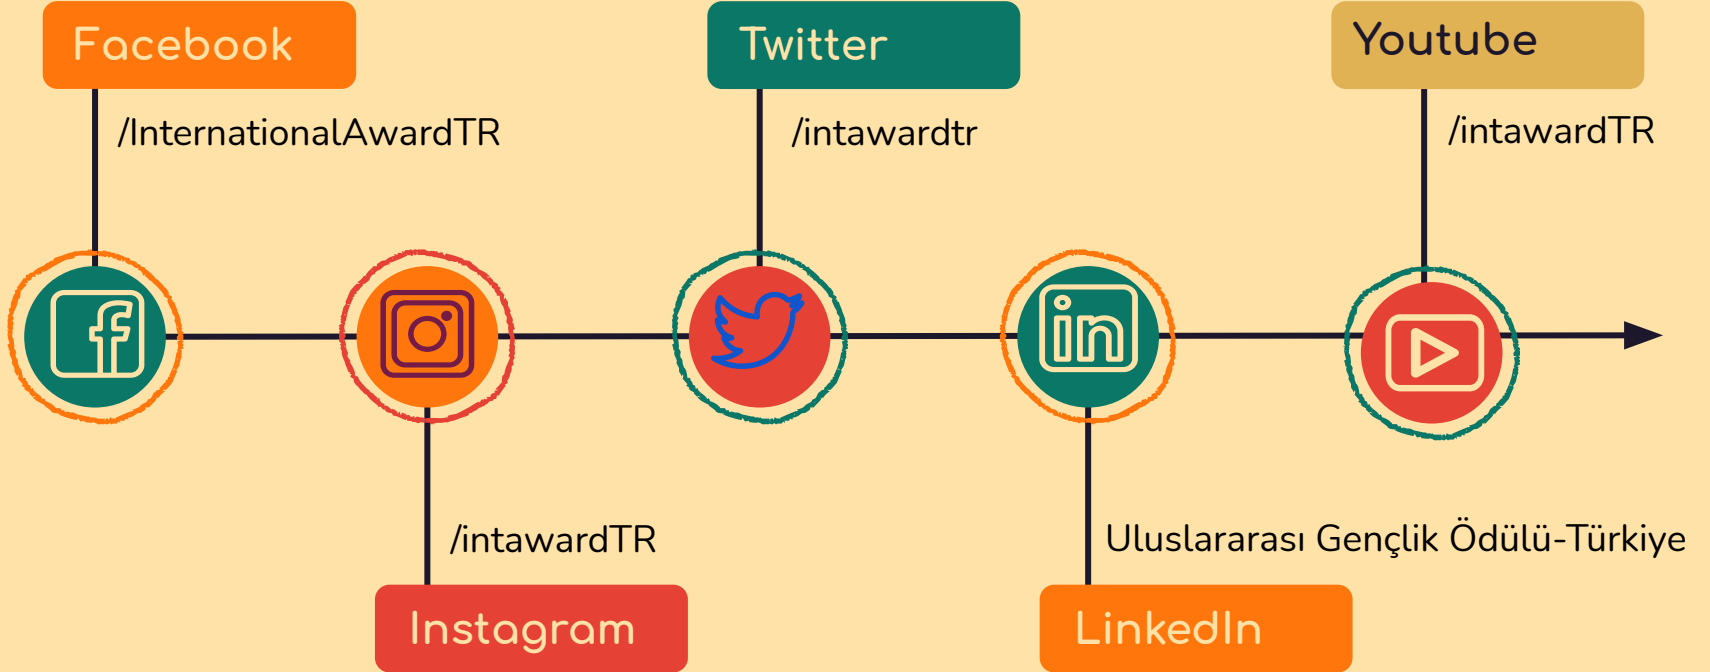 Facebook
/InternationalAwardTR
Twitter
/intawardtr
Youtube
/intawardTR
/intawardTR
Instagram
Uluslararası Gençlik Ödülü-Türkiye
LinkedIn